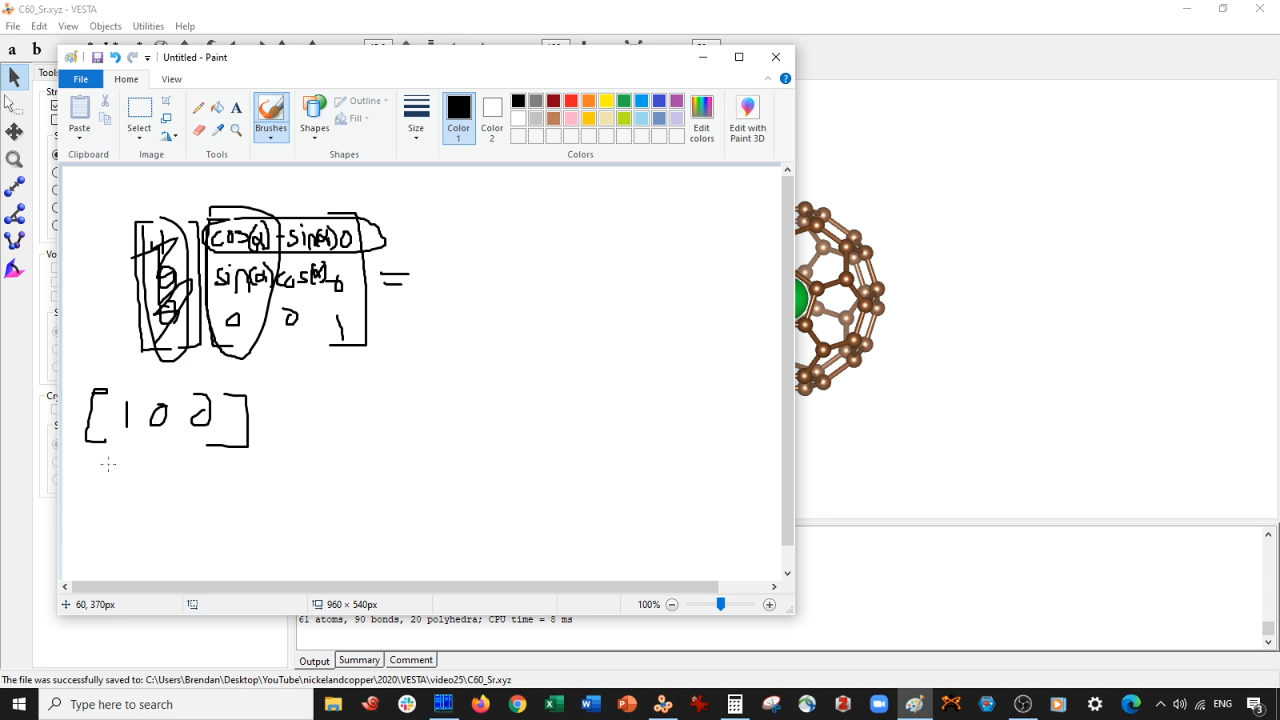 C60_Sr.xyz - VESTA
File Edit View Objects Utilities Help
a b
Untitled - Paint
File Home View
Paste
Select
Brushes
Shapes
Outline
Fill
Size
Color 1
Color 2
Edit colors
Edit with Paint 3D
Clipboard Image Tools Shapes Colors
cos(α) -sin(α) 0
sin(α) cos(α) 0
0 0 1
=
[1 0 0]
60, 370px
960 × 540px
100%
61 atoms, 90 bonds, 20 polyhedra; CPU time = 8 ms
Output Summary Comment
The file was successfully saved to: C:\Users\Brendan\Desktop\YouTube\nickelandcopper\2020\VESTA\video25\C60_Sr.xyz
Type here to search
ENG
3